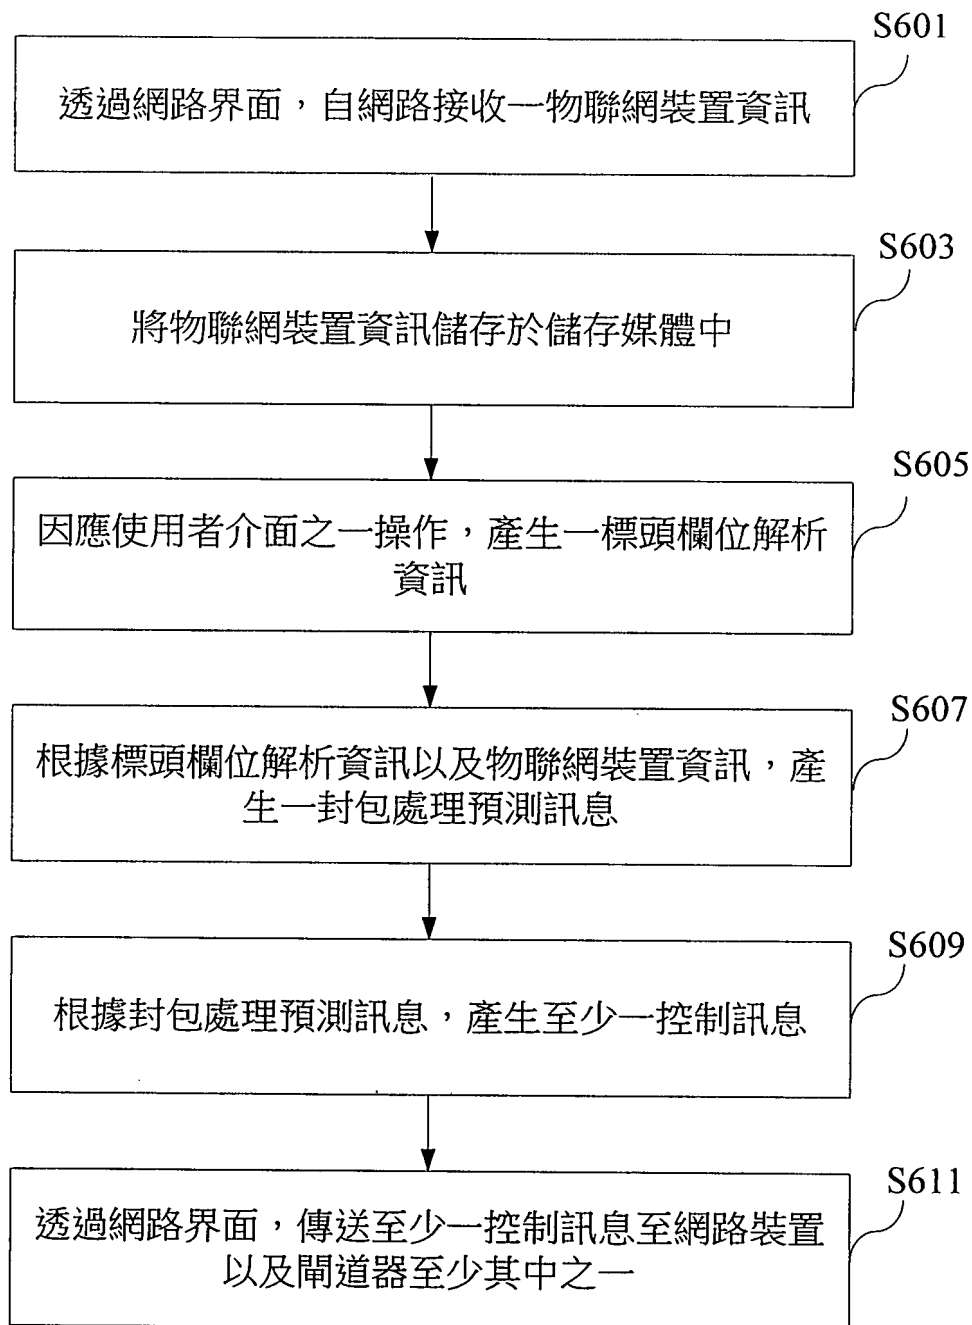 S601
透過網路界面，自網路接收一物聯網裝置資訊
S603
將物聯網裝置資訊儲存於儲存媒體中
S605
因應使用者介面之一操作，產生一標頭欄位解析
資訊
S607
根據標頭欄位解析資訊以及物聯網裝置資訊，產
生一封包處理預測訊息
S609
根據封包處理預測訊息，產生至少一控制訊息
S611
透過網路界面，傳送至少一控制訊息至網路裝置
以及閘道器至少其中之一